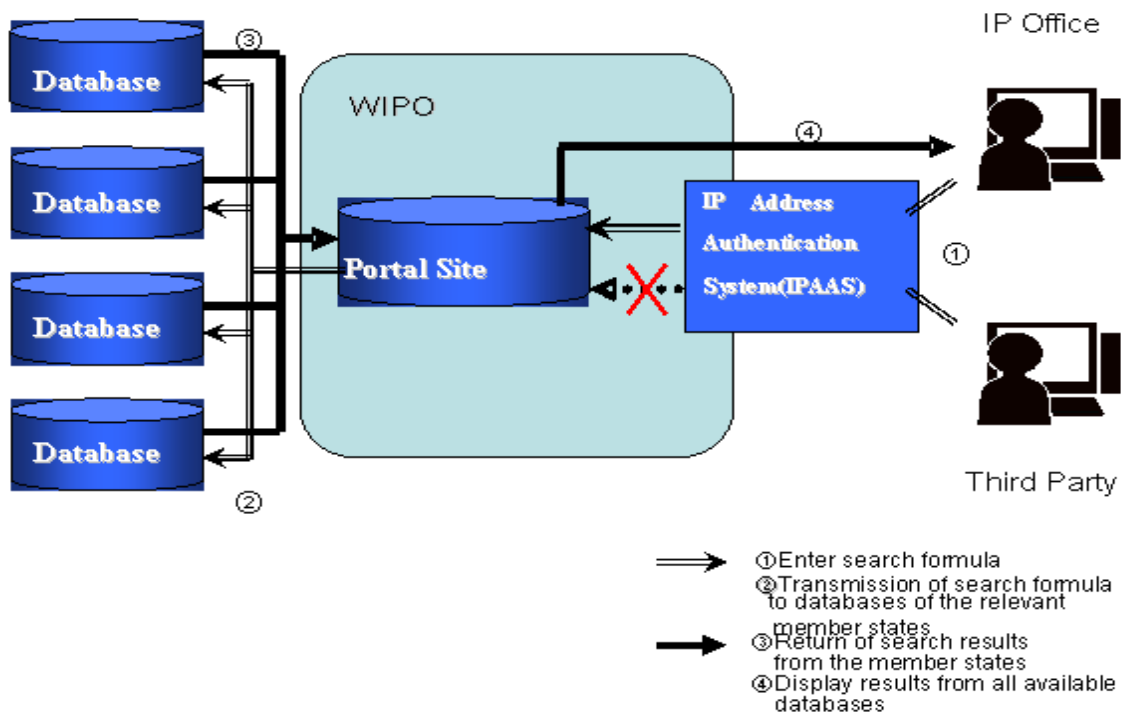 ③
IP Office
Database
WIPO
④
Database
IP Address
Authentication
System(IPAAS)
①
Portal Site
Database
Database
②
Third Party
①Enter search formula
②Transmission of search formula
to databases of the relevant
member states
③Return of search results
from the member states
④Display results from all available
databases